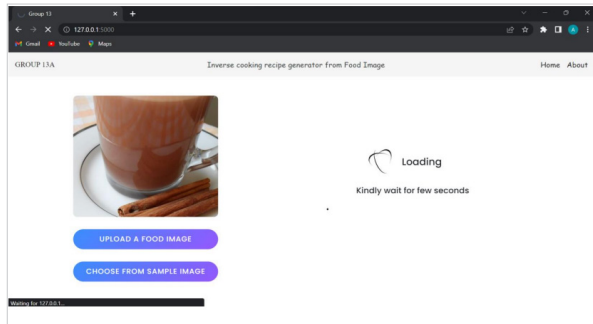 Group 13
127.0.0.1:5000
Gmail YouTube Maps
GROUP 13A Inverse cooking recipe generator from Food Image Home About
Loading
Kindly wait for few seconds
UPLOAD A FOOD IMAGE
CHOOSE FROM SAMPLE IMAGE
Waiting for 127.0.0.1...